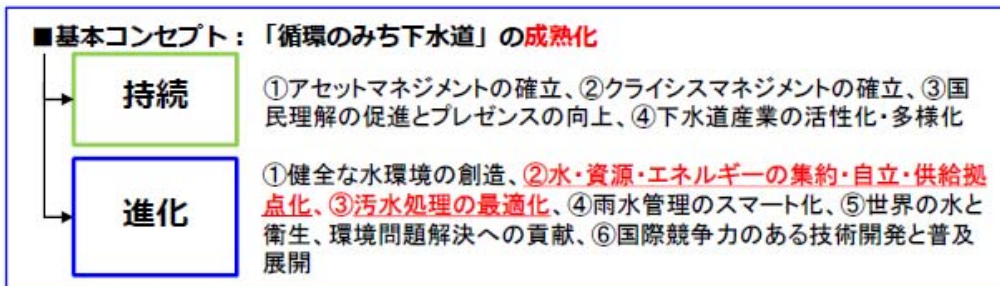 ■基本コンセプト：「循環のみち下水道」の成熟化
持続
①アセットマネジメントの確立、②クライシスマネジメントの確立、③国
民理解の促進とプレゼンスの向上、④下水道産業の活性化・多様化
進化
①健全な水環境の創造、②水・資源・エネルギーの集約・自立・供給拠
点化、③汚水処理の最適化、④雨水管理のスマート化、⑤世界の水と
衛生、環境問題解決への貢献、⑥国際競争力のある技術開発と普及
展開